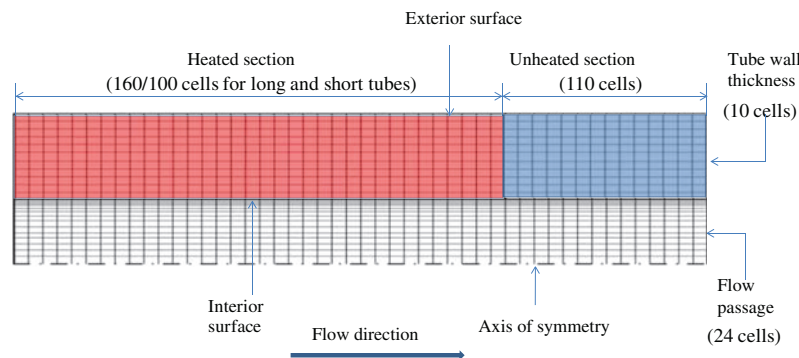 Exterior surface
Heated section
(160/100 cells for long and short tubes)
Unheated section
(110 cells)
Tube wall
thickness
(10 cells)
Interior
surface
Flow direction
Axis of symmetry
Flow
passage
(24 cells)